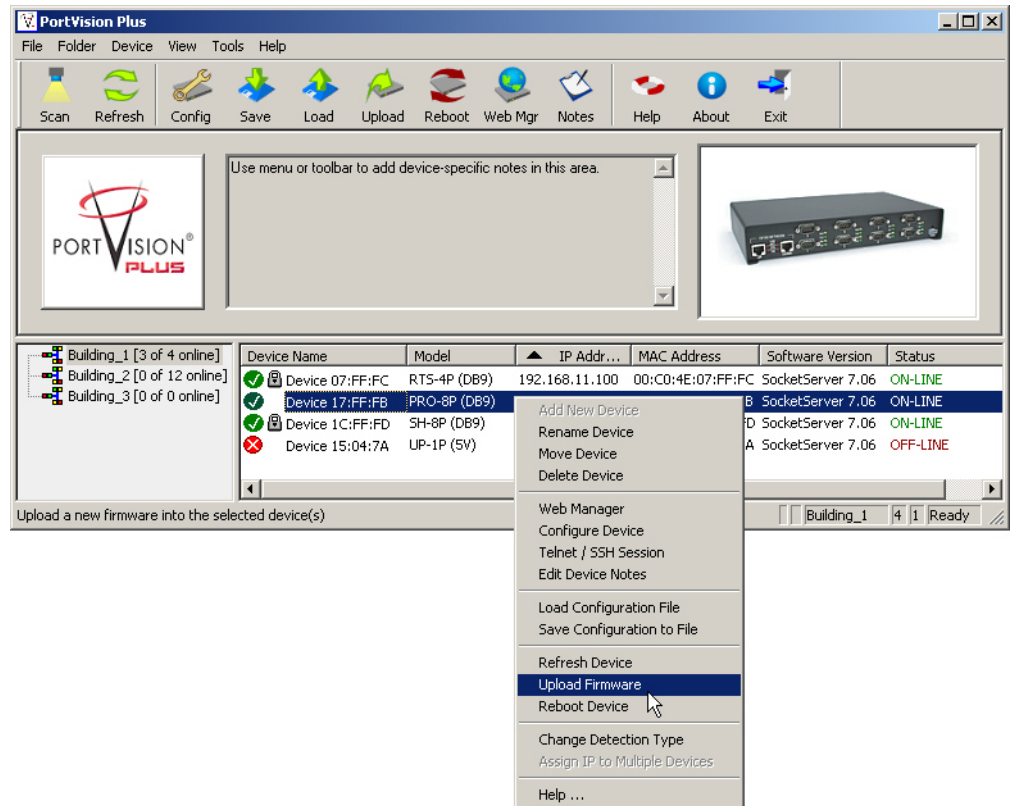 PortVision Plus
File Folder Device View Tools Help
Scan Refresh Config Save Load Upload Reboot Web Mgr Notes Help About Exit
PORT VISION®
PLUS
Use menu or toolbar to add device-specific notes in this area.
Building_1 [3 of 4 online]
Building_2 [0 of 12 online]
Building_3 [0 of 0 online]
Device Name Model IP Addr... MAC Address Software Version Status
Device 07:FF:FC RTS-4P (DB9) 192.168.11.100 00:C0:4E:07:FF:FC SocketServer 7.06 ON-LINE
Device 17:FF:FB PRO-8P (DB9) B SocketServer 7.06 ON-LINE
Device 1C:FF:FD SH-8P (DB9) D SocketServer 7.06 ON-LINE
Device 15:04:7A UP-1P (5V) A SocketServer 7.06 OFF-LINE
Add New Device
Rename Device
Move Device
Delete Device
Web Manager
Configure Device
Telnet / SSH Session
Edit Device Notes
Load Configuration File
Save Configuration to File
Refresh Device
Upload Firmware
Reboot Device
Change Detection Type
Assign IP to Multiple Devices
Help ...
Upload a new firmware into the selected device(s) Building_1 4 1 Ready